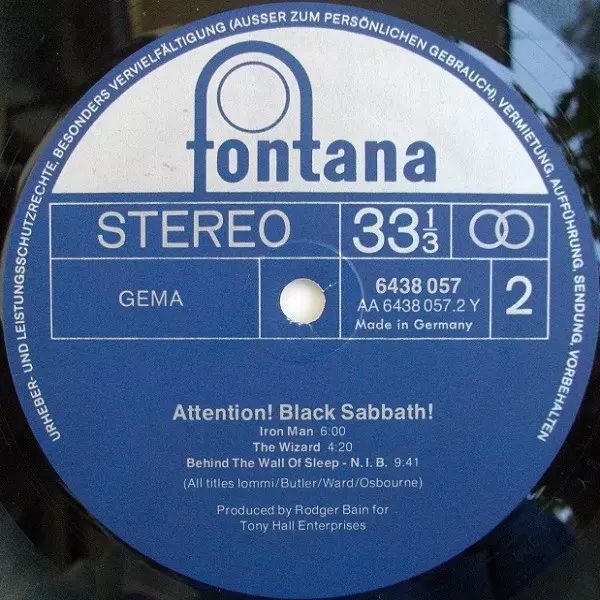 URHEBER- UND LEISTUNGSSCHUTZRECHTE, BESONDERS VERVIELFÄLTIGUNG (AUSSER ZUM PERSÖNLICHEN GEBRAUCH), VERMIETUNG, AUFFÜHRUNG, SENDUNG, VORBEHALTEN
fontana
STEREO
33 1/3
GEMA
6438 057
AA 6438 057.2 Y
Made in Germany
2
Attention! Black Sabbath!
Iron Man 6:00
The Wizard 4:20
Behind The Wall Of Sleep - N.I.B. 9:41
(All titles Iommi/Butler/Ward/Osbourne)
Produced by Rodger Bain for
Tony Hall Enterprises